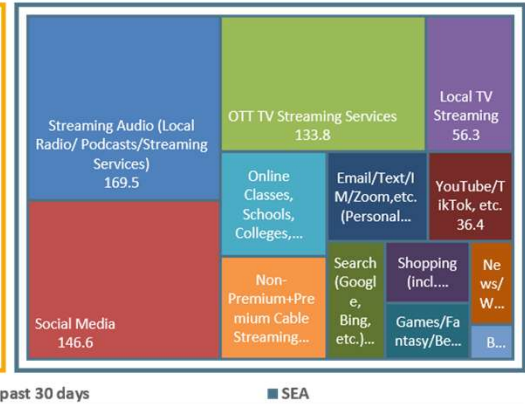 Streaming Audio (Local
Radio/ Podcasts/Streaming
Services)
169.5
Social Media
146.6
OTT TV Streaming Services
133.8
Local TV
Streaming
56.3
Online
Classes,
Schools,
Colleges,...
Email/Text/I
M/Zoom,etc.
(Personal...
YouTube/T
ikTok, etc.
36.4
Non-
Premium+Pre
mium Cable
Streaming...
Search
(Googl
e,
Bing,
etc.)...
Shopping
(incl....
Games/Fa
ntasy/Be...
Ne
ws/
W...
B...
past 30 days
SEA